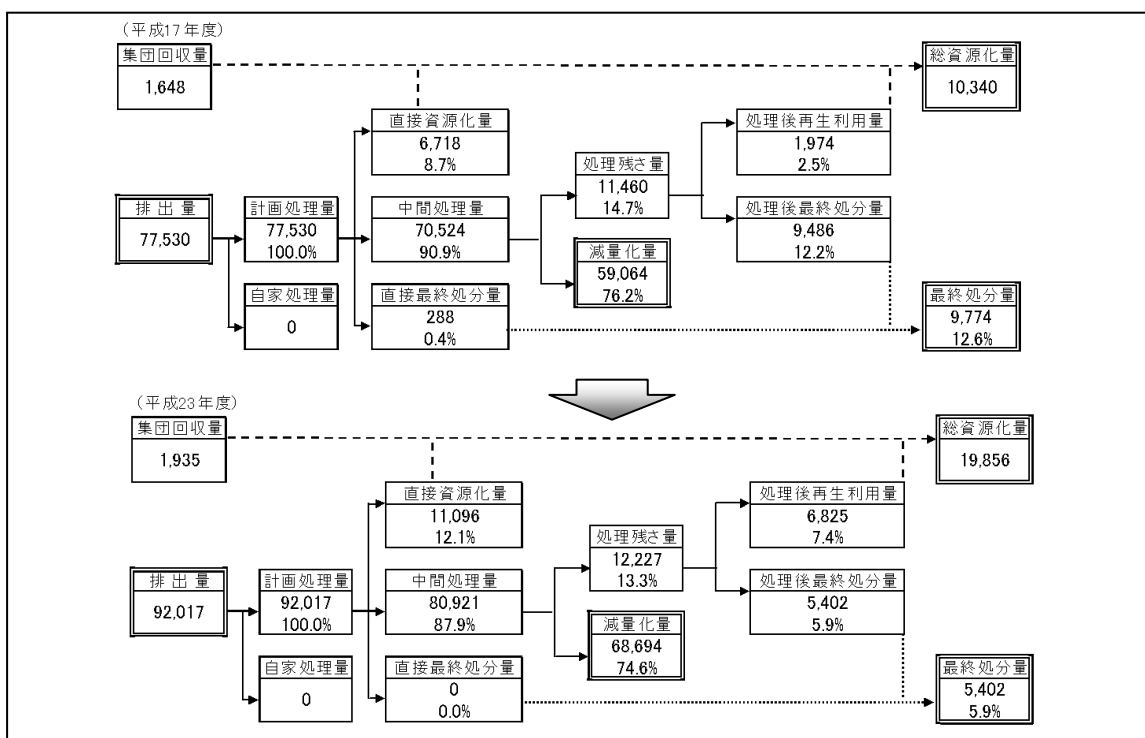 (平成17年度)
集団回収量
1,648
総資源化量
10,340
直接資源化量
6,718
8.7%
処理後再生利用量
1,974
2.5%
処理残さ量
11,460
14.7%
排出量
77,530
計画処理量
77,530
100.0%
中間処理量
70,524
90.9%
処理後最終処分量
9,486
12.2%
減量化量
59,064
76.2%
自家処理量
0
直接最終処分量
288
0.4%
最終処分量
9,774
12.6%
(平成23年度)
集団回収量
1,935
総資源化量
19,856
直接資源化量
11,096
12.1%
処理後再生利用量
6,825
7.4%
処理残さ量
12,227
13.3%
排出量
92,017
計画処理量
92,017
100.0%
中間処理量
80,921
87.9%
処理後最終処分量
5,402
5.9%
減量化量
68,694
74.6%
自家処理量
0
直接最終処分量
0
0.0%
最終処分量
5,402
5.9%